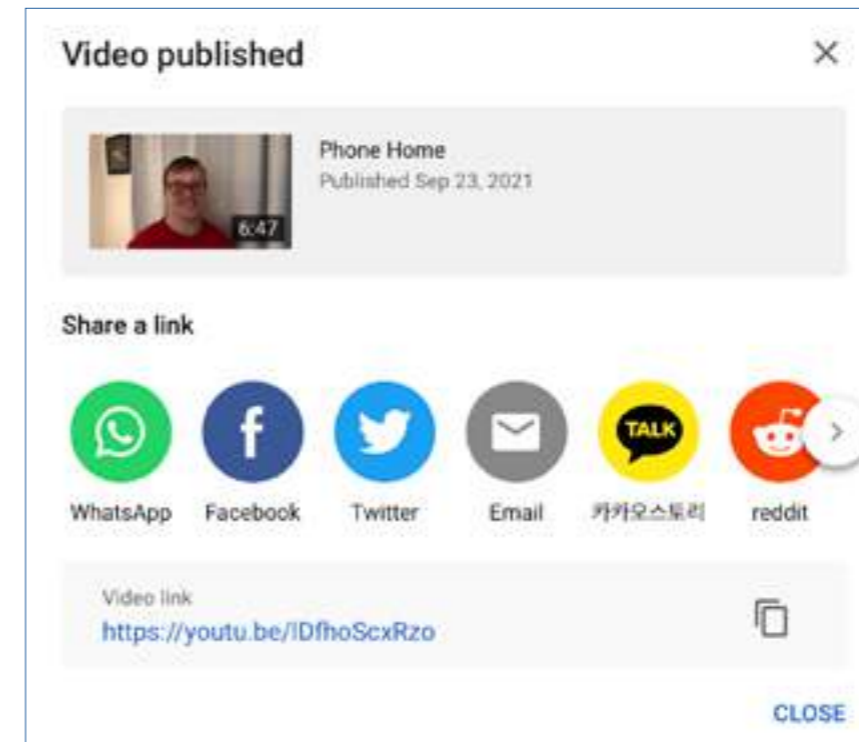 Video published
Phone Home
Published Sep 23, 2021
6:47
Share a link
TALK
WhatsApp Facebook Twitter Email 카카오스토리 reddit
Video link
https://youtu.be/lDfhoScxRzo
CLOSE